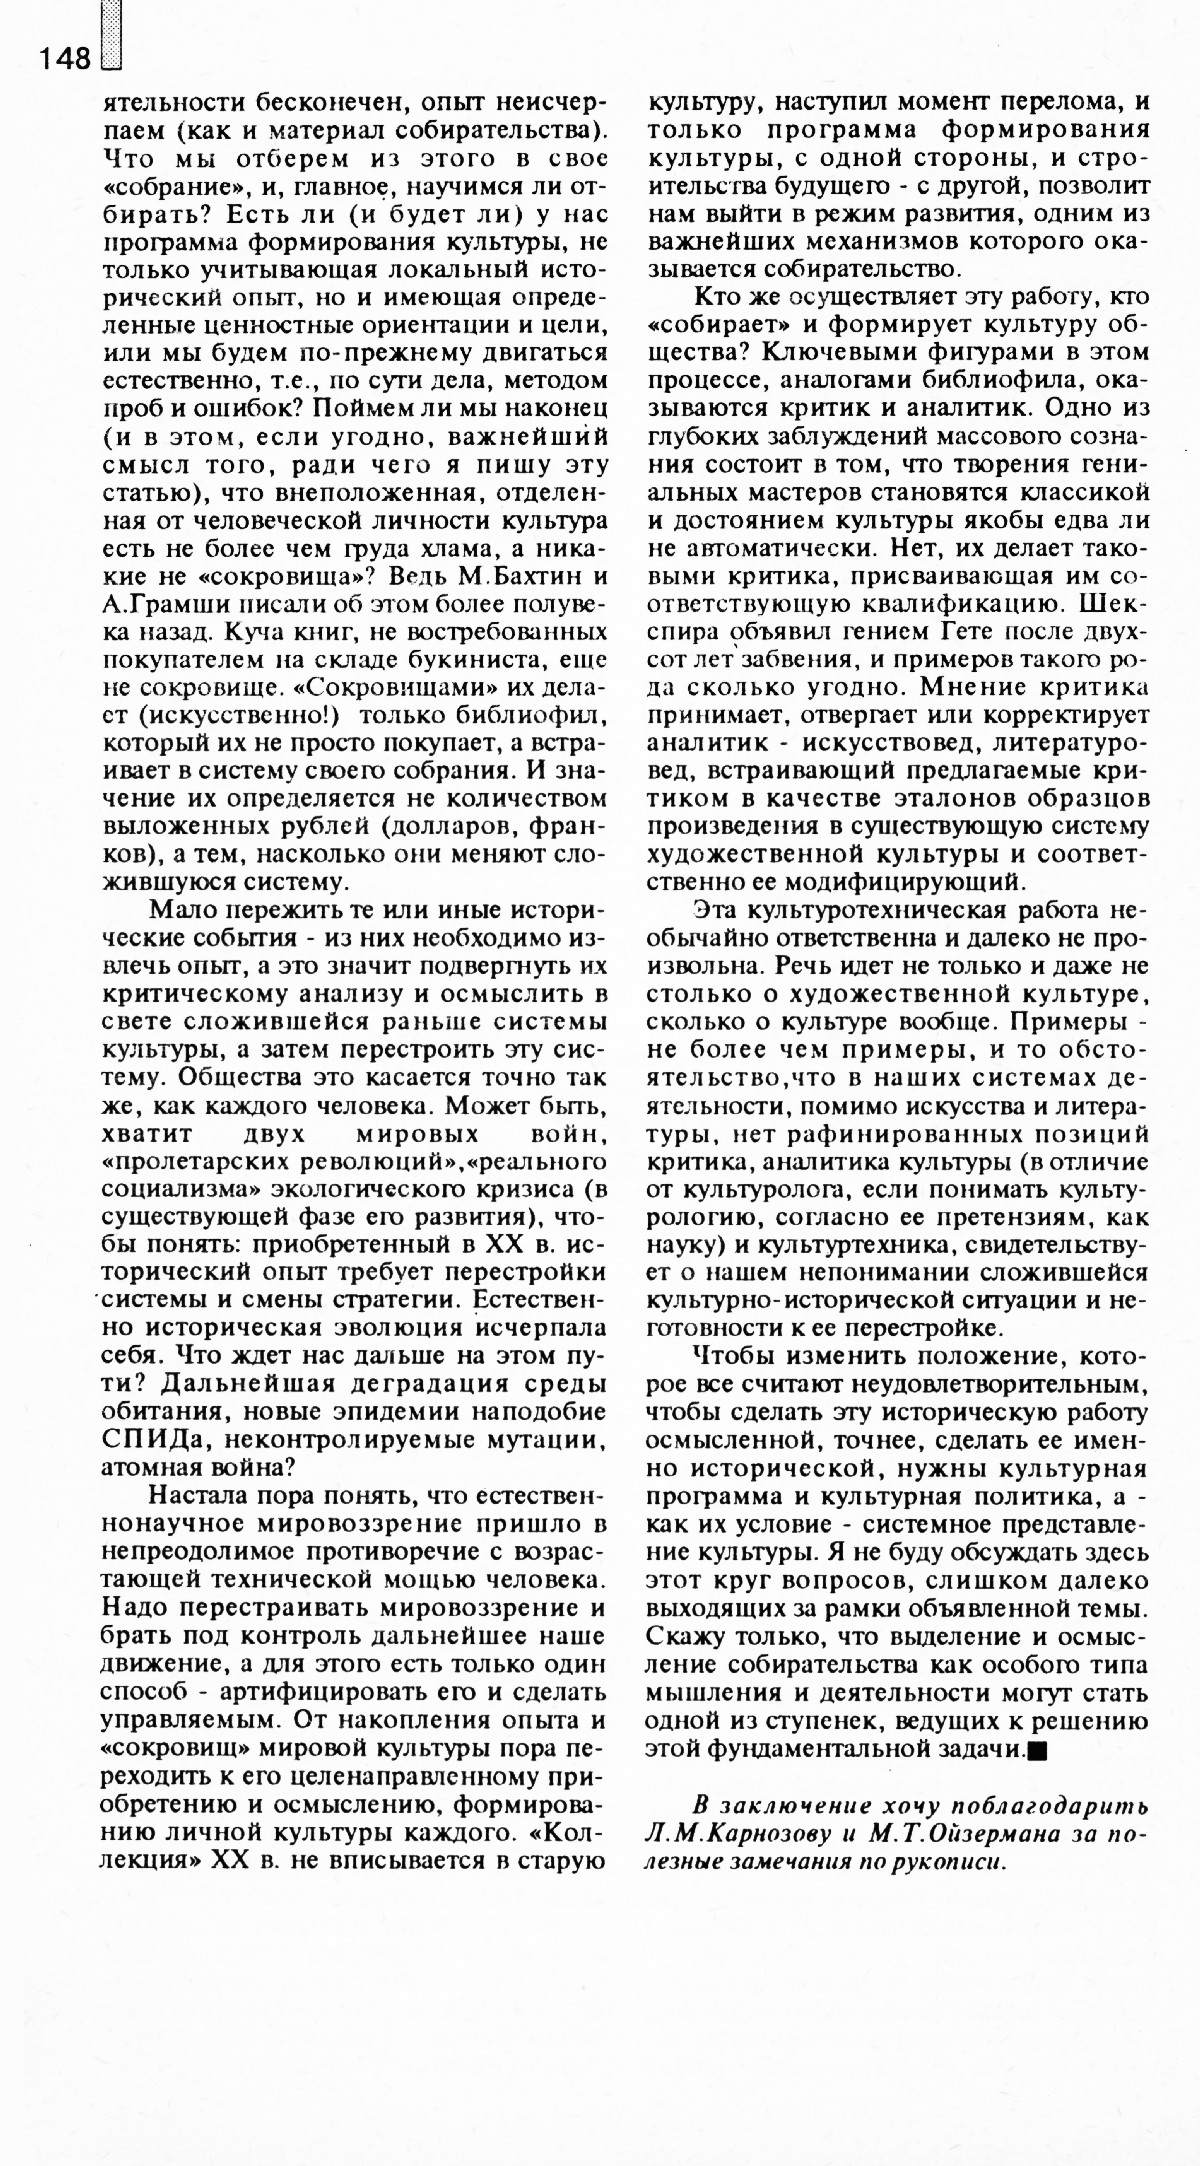 148
ятельности бесконечен, опыт неисчер-
паем (как и материал собирательства).
Что мы отберем из этого в свое
«собрание», и, главное, научимся ли от-
бирать? Есть ли (и будет ли) у нас
программа формирования культуры, не
только учитывающая локальный исто-
рический опыт, но и имеющая опреде-
ленные ценностные ориентации и цели,
или мы будем по-прежнему двигаться
естественно, т.е., по сути дела, методом
проб и ошибок? Поймем ли мы наконец
(и в этом, если угодно, важнейший
смысл того, ради чего я пишу эту
статью), что внеположенная, отделен-
ная от человеческой личности культура
есть не более чем груда хлама, а ника-
кие не «сокровища»? Ведь М.Бахтин и
А.Грамши писали об этом более полуве-
ка назад. Куча книг, не востребованных
покупателем на складе букиниста, еще
не сокровище. «Сокровищами» их дела-
ет (искусственно!) только библиофил,
который их не просто покупает, а встра-
ивает в систему своего собрания. И зна-
чение их определяется не количеством
выложенных рублей (долларов, фран-
ков), а тем, насколько они меняют сло-
жившуюся систему.
Мало пережить те или иные истори-
ческие события - из них необходимо из-
влечь опыт, а это значит подвергнуть их
критическому анализу и осмыслить в
свете сложившейся раньше системы
культуры, а затем перестроить эту сис-
тему. Общества это касается точно так
же, как каждого человека. Может быть,
хватит двух мировых войн,
«пролетарских революций»,«реального
социализма» экологического кризиса (в
существующей фазе его развития), что-
бы понять: приобретенный в XX в. ис-
торический опыт требует перестройки
системы и смены стратегии. Естествен-
но историческая эволюция исчерпала
себя. Что ждет нас дальше на этом пу-
ти? Дальнейшая деградация среды
обитания, новые эпидемии наподобие
СПИДа, неконтролируемые мутации,
атомная война?
Настала пора понять, что естествен-
нонаучное мировоззрение пришло в
непреодолимое противоречие с возрас-
тающей технической мощью человека.
Надо перестраивать мировоззрение и
брать под контроль дальнейшее наше
движение, а для этого есть только один
способ - артифицировать его и сделать
управляемым. От накопления опыта и
«сокровищ» мировой культуры пора пе-
реходить к его целенаправленному при-
обретению и осмыслению, формирова-
нию личной культуры каждого. «Кол-
лекция» XX в. не вписывается в старую
культуру, наступил момент перелома, и
только программа формирования
культуры, с одной стороны, и стро-
ительства будущего - с другой, позволит
нам выйти в режим развития, одним из
важнейших механизмов которого ока-
зывается собирательство.
Кто же осуществляет эту работу, кто
«собирает» и формирует культуру об-
щества? Ключевыми фигурами в этом
процессе, аналогами библиофила, ока-
зываются критик и аналитик. Одно из
глубоких заблуждений массового созна-
ния состоит в том, что творения гени-
альных мастеров становятся классикой
и достоянием культуры якобы едва ли
не автоматически. Нет, их делает тако-
выми критика, присваивающая им со-
ответствующую квалификацию. Шек-
спира объявил гением Гете после двух-
сот лет забвения, и примеров такого ро-
да сколько угодно. Мнение критика
принимает, отвергает или корректирует
аналитик - искусствовед, литературо-
вед, встраивающий предлагаемые кри-
тиком в качестве эталонов образцов
произведения в существующую систему
художественной культуры и соответ-
ственно ее модифицирующий.
Эта культуротехническая работа не-
обычайно ответственна и далеко не про-
извольна. Речь идет не только и даже не
столько о художественной культуре,
сколько о культуре вообще. Примеры -
не более чем примеры, и то обсто-
ятельство,что в наших системах де-
ятельности, помимо искусства и литера-
туры, нет рафинированных позиций
критика, аналитика культуры (в отличие
от культуролога, если понимать культу-
рологию, согласно ее претензиям, как
науку) и культуртехника, свидетельству-
ет о нашем непонимании сложившейся
культурно-исторической ситуации и не-
готовности к ее перестройке.
Чтобы изменить положение, кото-
рое все считают неудовлетворительным,
чтобы сделать эту историческую работу
осмысленной, точнее, сделать ее имен-
но исторической, нужны культурная
программа и культурная политика, а -
как их условие - системное представле-
ние культуры. Я не буду обсуждать здесь
этот круг вопросов, слишком далеко
выходящих за рамки объявленной темы.
Скажу только, что выделение и осмыс-
ление собирательства как особого типа
мышления и деятельности могут стать
одной из ступенек, ведущих к решению
этой фундаментальной задачи.■
В заключение хочу поблагодарить
Л.М.Карнозову и М.Т.Ойзермана за по-
лезные замечания по рукописи.